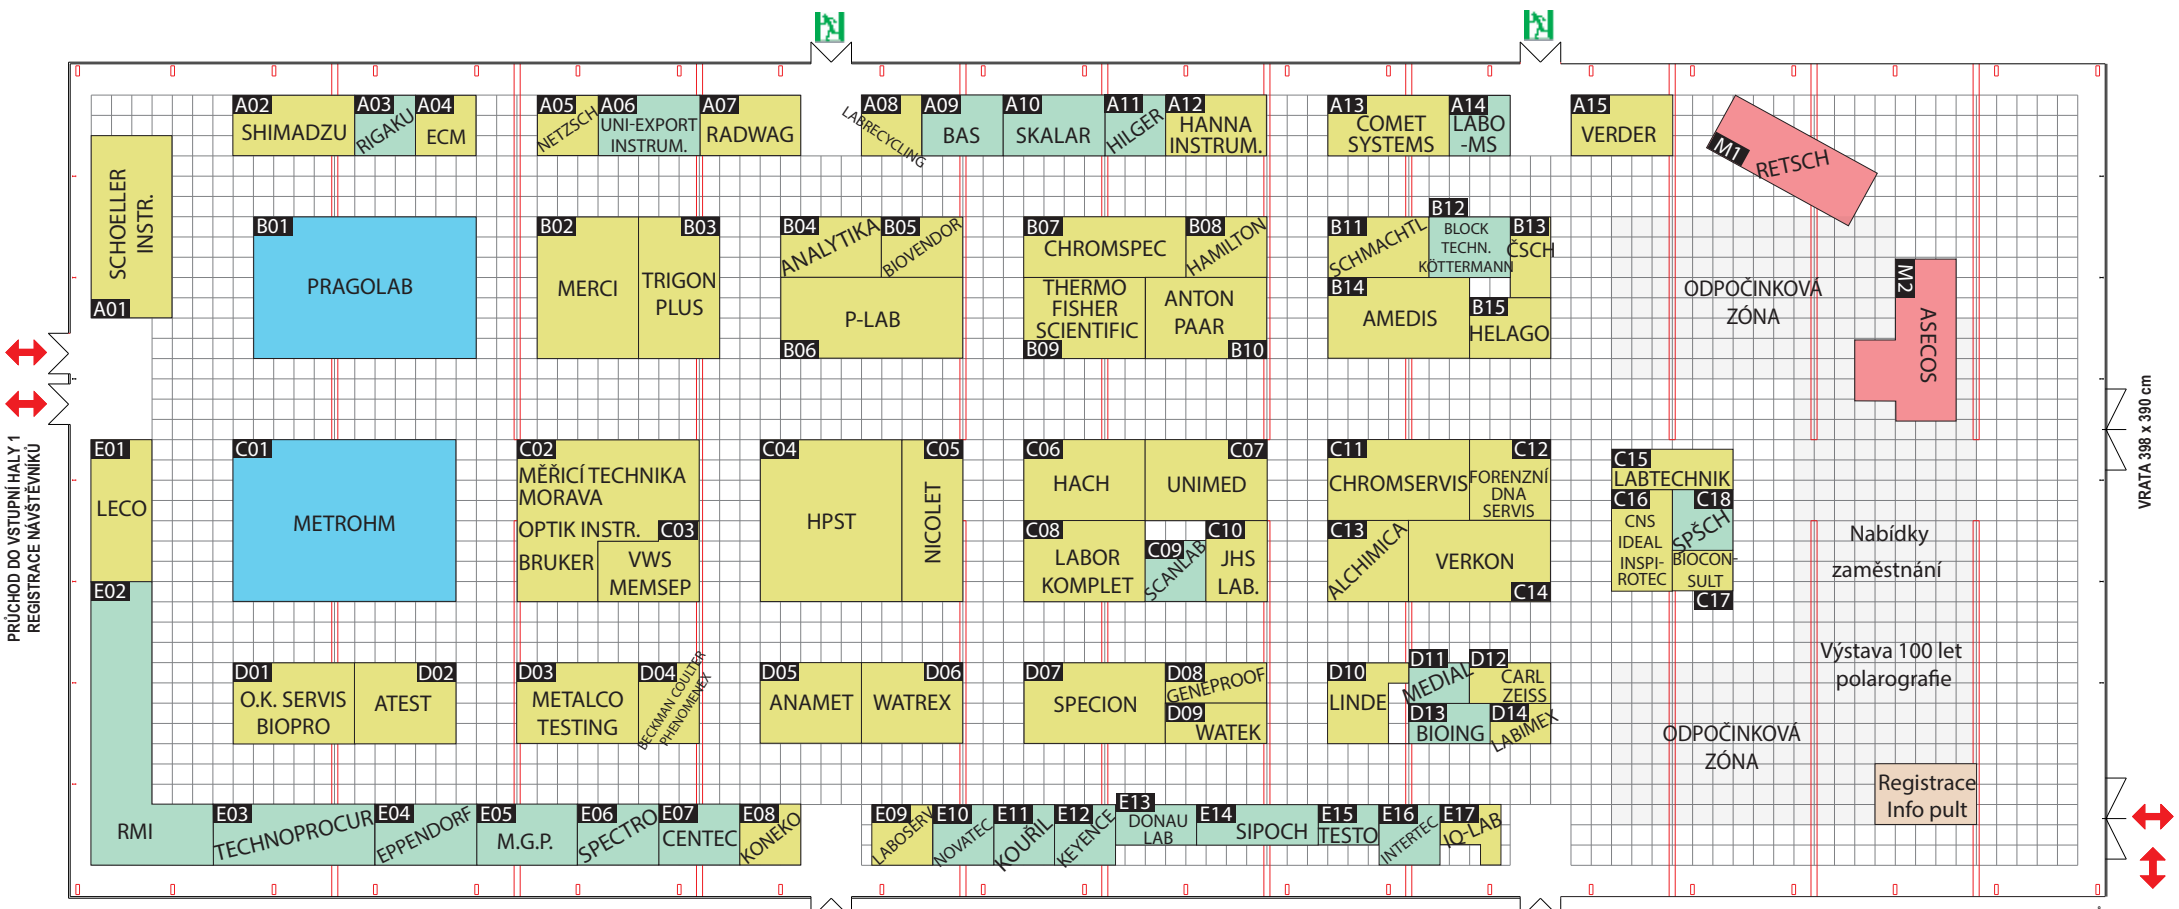 A01
SCHOELLER
INSTR.
A02
SHIMADZU
A03
RIGAKU
A04
ECM
A05
NETZSCH
A06
UNI-EXPORT
INSTRUM.
A07
RADWAG
A08
LABRECYCLING
A09
BAS
A10
SKALAR
A11
HILGER
A12
HANNA
INSTRUM.
A13
COMET
SYSTEMS
A14
LABO
-MS
A15
VERDER
M1
RETSCH
B01
PRAGOLAB
B02
MERCI
B03
TRIGON
PLUS
B04
ANALYTIKA
B05
BIOVENDOR
P-LAB
B06
B07
CHROMSPEC
B08
HAMILTON
THERMO
FISHER
SCIENTIFIC
B09
ANTON
PAAR
B10
B11
SCHMACHTL
B12
BLOCK
TECHN.
KÖTTERMANN
B13
ČSCH
B14
AMEDIS
B15
HELAGO
ODPOČINKOVÁ
ZÓNA
M2
ASECOS
PRŮCHOD DO VSTUPNÍ HALY 1
REGISTRACE NÁVŠTĚVNÍKŮ
VRATA 398 x 390 cm
E01
LECO
C01
METROHM
C02
MĚŘICÍ TECHNIKA
MORAVA
OPTIK INSTR.
BRUKER
C03
VWS
MEMSEP
C04
HPST
C05
NICOLET
C06
HACH
C07
UNIMED
C08
LABOR
KOMPLET
C09
SCANLAB
C10
JHS
LAB.
C11
CHROMSERVIS
C12
FORENZNÍ
DNA
SERVIS
C13
ALCHIMICA
VERKON
C14
C15
LABTECHNIK
C16
CNS
IDEAL
INSPI-
ROTEC
C18
SPŠCH
BIOCON-
SULT
C17
Nabídky
zaměstnání
Výstava 100 let
polarografie
E02
RMI
D01
O.K. SERVIS
BIOPRO
D02
ATEST
D03
METALCO
TESTING
D04
BECKMAN COULTER
PHENOMENEX
D05
ANAMET
D06
WATREX
D07
SPECION
D08
GENEPROOF
D09
WATEK
D10
LINDE
D11
MEDIAL
D12
CARL
ZEISS
D13
BIOING
D14
LABIMEX
ODPOČINKOVÁ
ZÓNA
Registrace
Info pult
E03
TECHNOPROCUR
E04
EPPENDORF
E05
M.G.P.
E06
SPECTRO
E07
CENTEC
E08
KONEKO
E09
LABOSERV
E10
NOVATEC
E11
KOUŘIL
E12
KEYENCE
E13
DONAU
LAB
E14
SIPOCH
E15
TESTO
E16
INTERTEC
E17
IQ-LAB